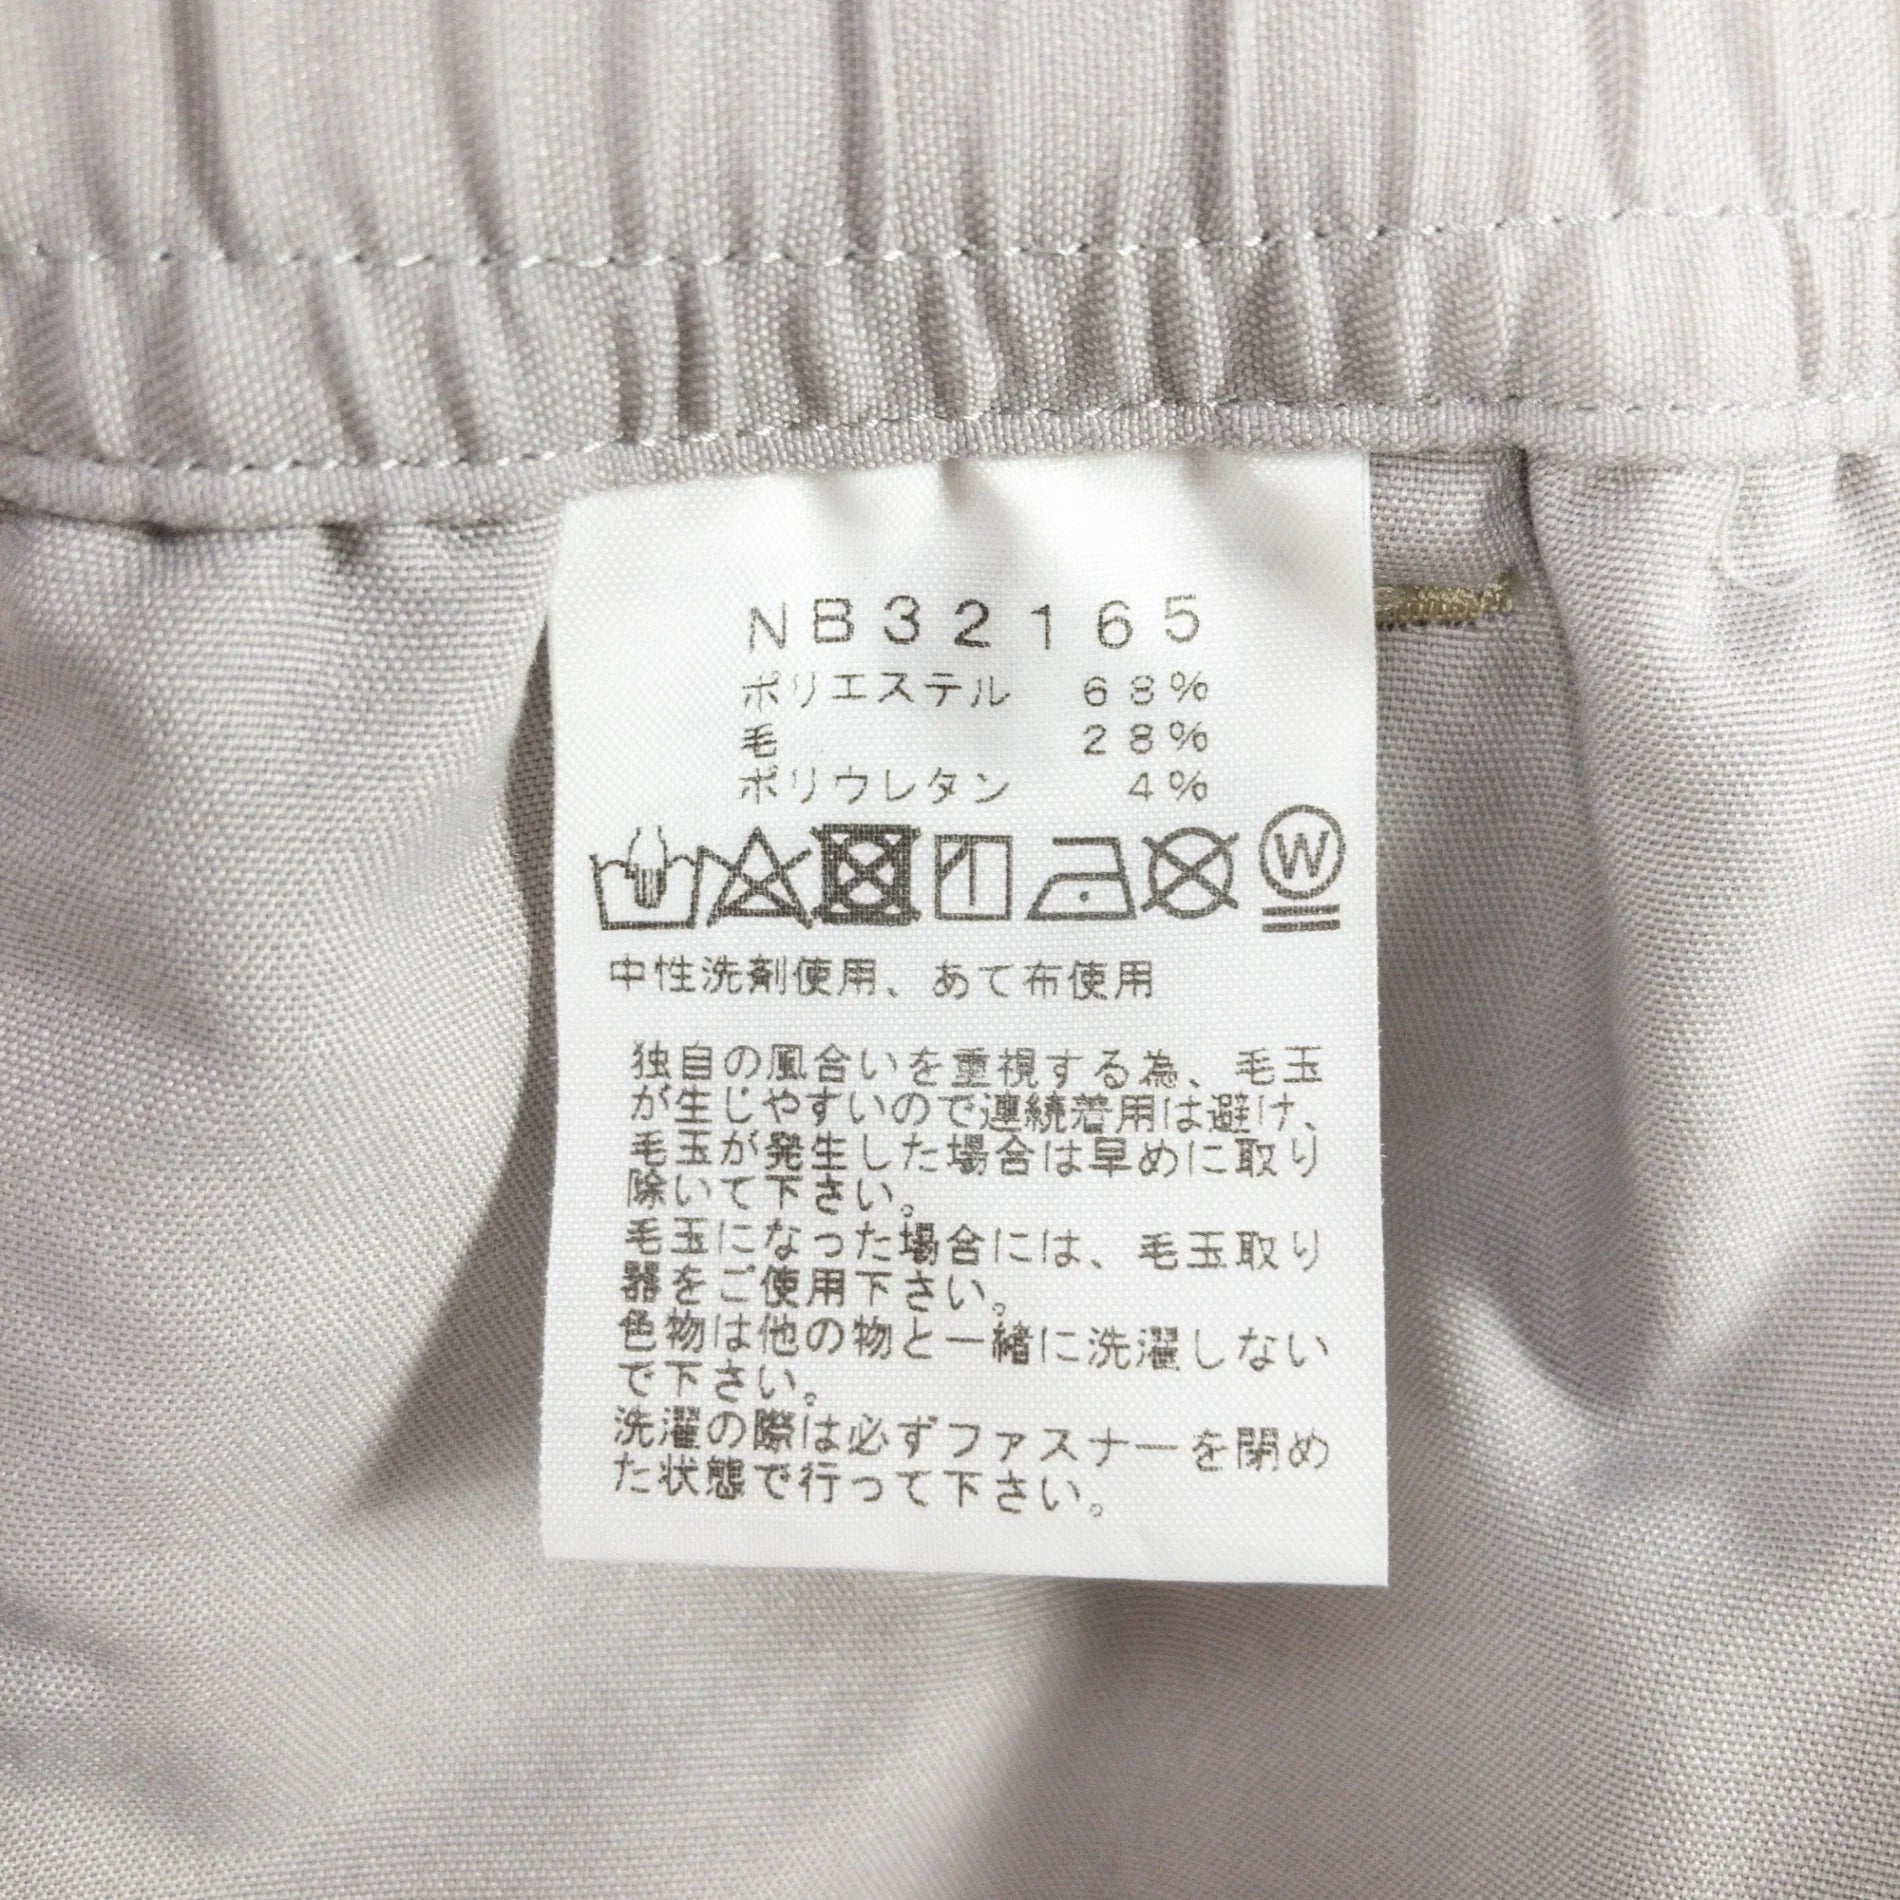 NB32165
ポリエステル 68%
毛 28%
ポリウレタン 4%
W
中性洗剤使用、あて布使用
独自の風合いを重視する為、毛玉
が生じやすいので連続着用は避け、
毛玉が発生した場合は早めに取り
除いて下さい。
毛玉になった場合には、毛玉取り
器をご使用下さい。
色物は他の物と一緒に洗濯しない
で下さい。
洗濯の際は必ずファスナーを閉め
た状態で行って下さい。